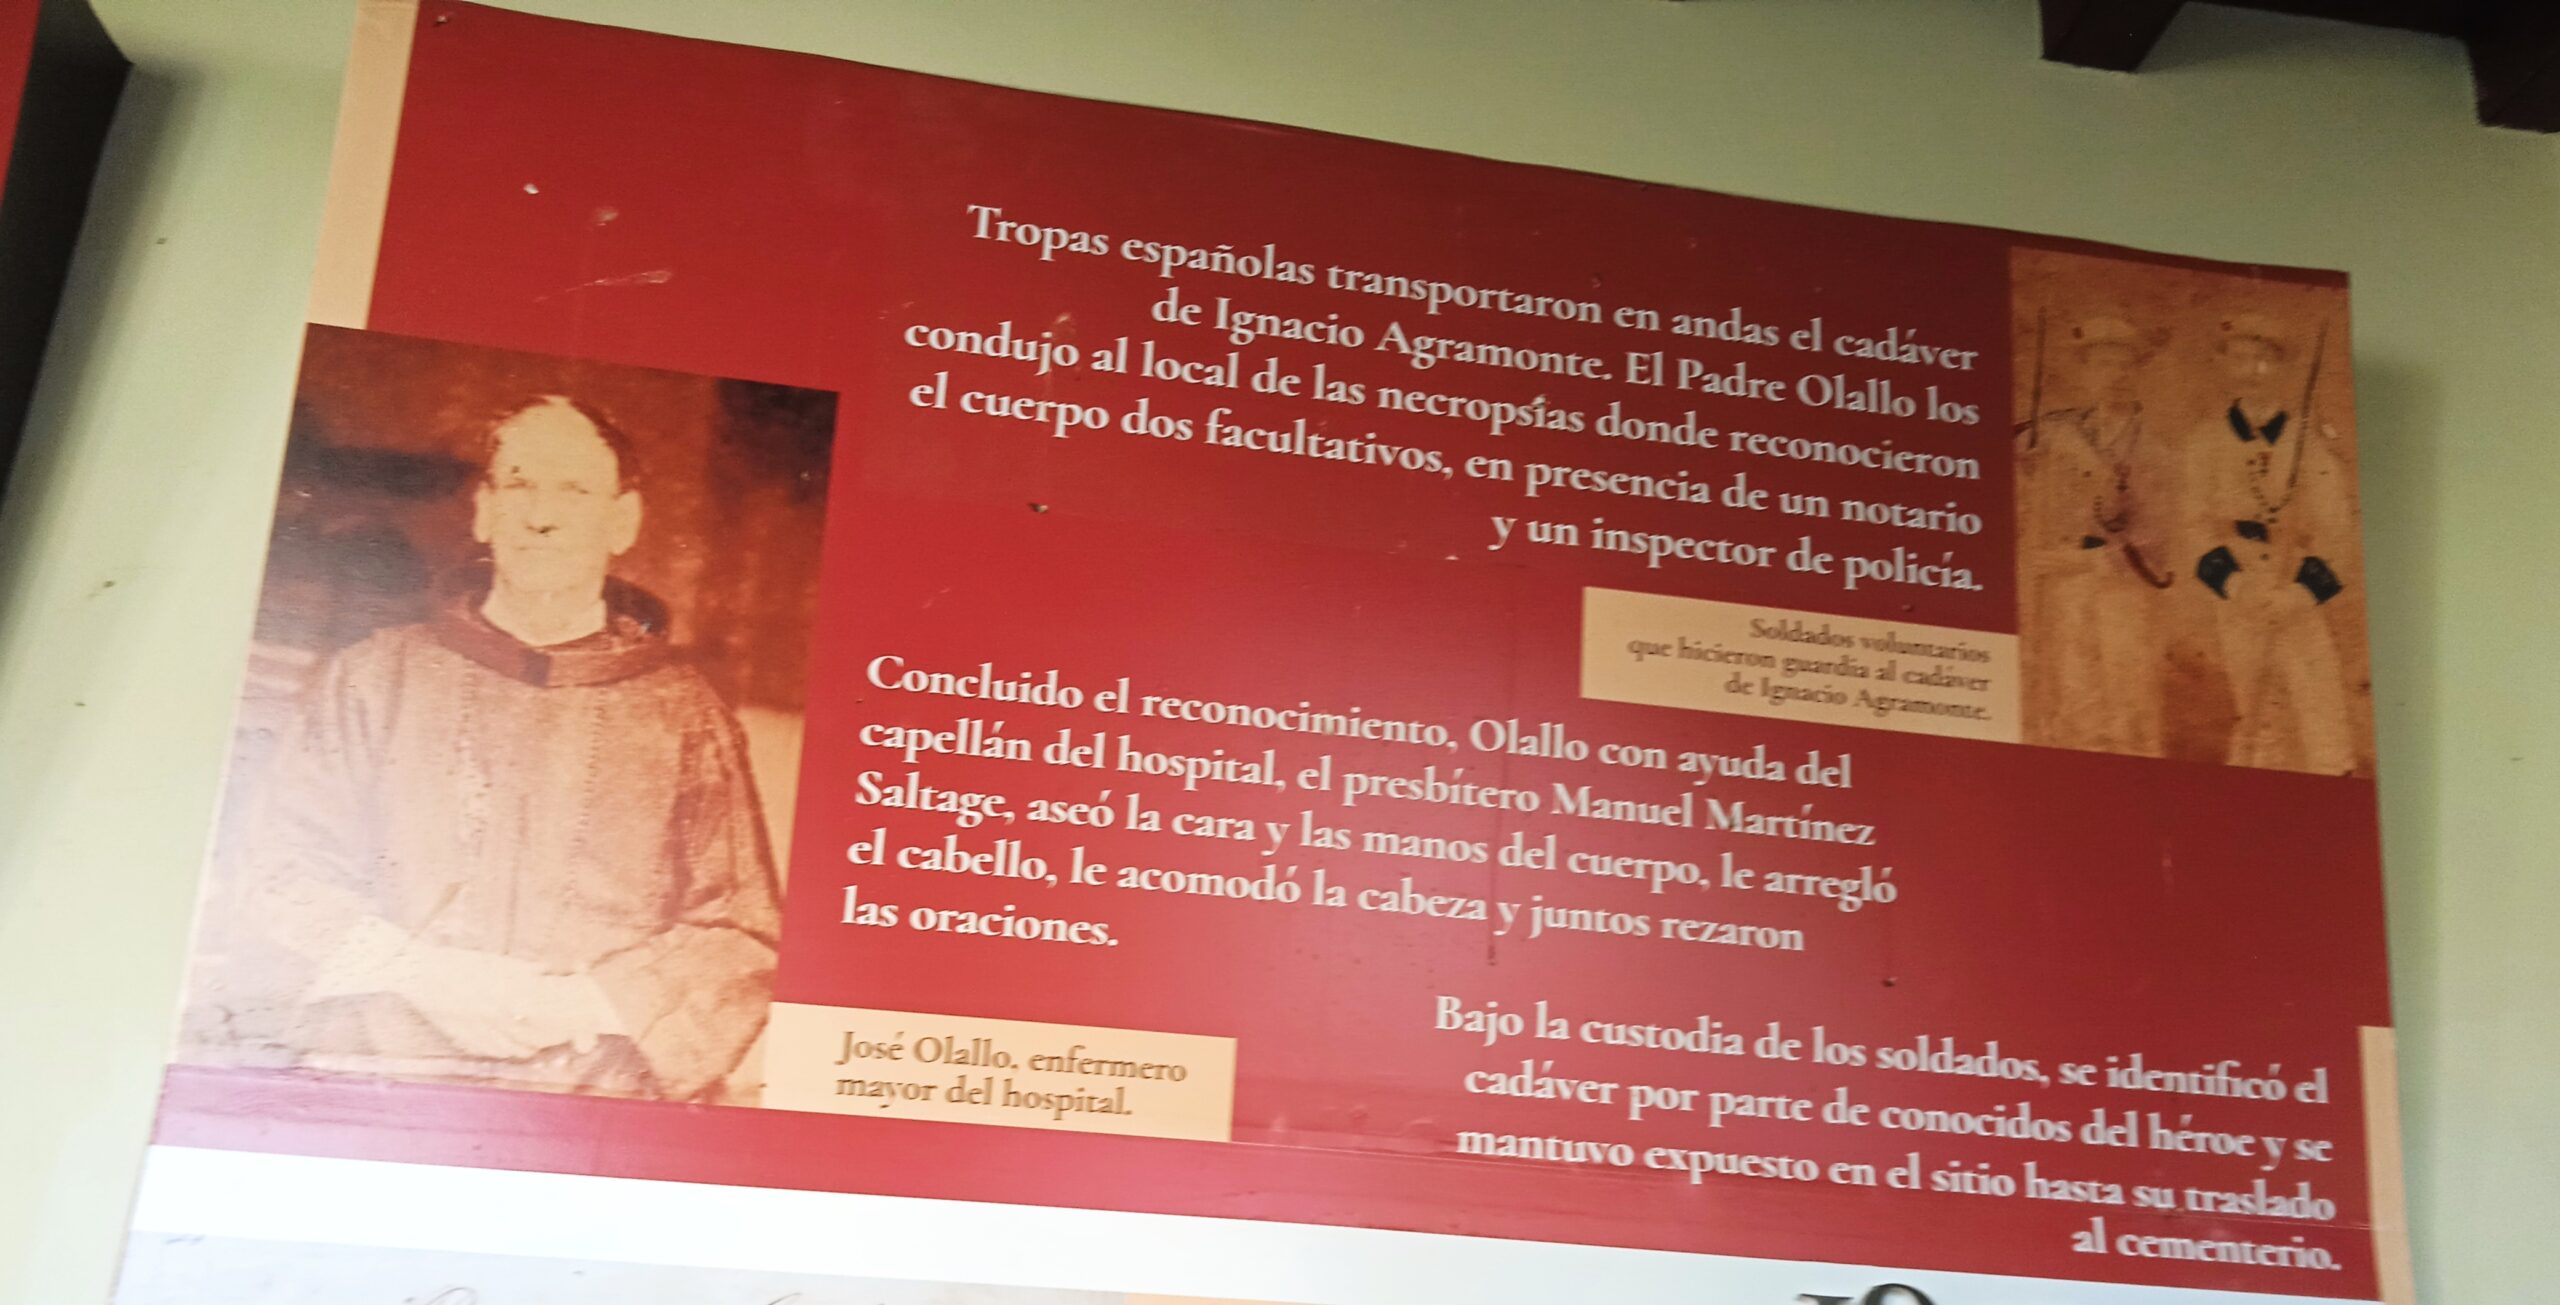 Tropas españolas transportaron en andas el cadáver
de Ignacio Agramonte. El Padre Olallo los
condujo al local de las necropsias donde reconocieron
el cuerpo dos facultativos, en presencia de un notario
y un inspector de policía.
Soldados voluntarios
que hicieron guardia al cadáver
de Ignacio Agramonte.
Concluido el reconocimiento, Olallo con ayuda del
capellán del hospital, el presbítero Manuel Martínez
Saltage, aseó la cara y las manos del cuerpo, le arregló
el cabello, le acomodó la cabeza y juntos rezaron
las oraciones.
José Olallo, enfermero
mayor del hospital.
Bajo la custodia de los soldados, se identificó el
cadáver por parte de conocidos del héroe y se
mantuvo expuesto en el sitio hasta su traslado
al cementerio.